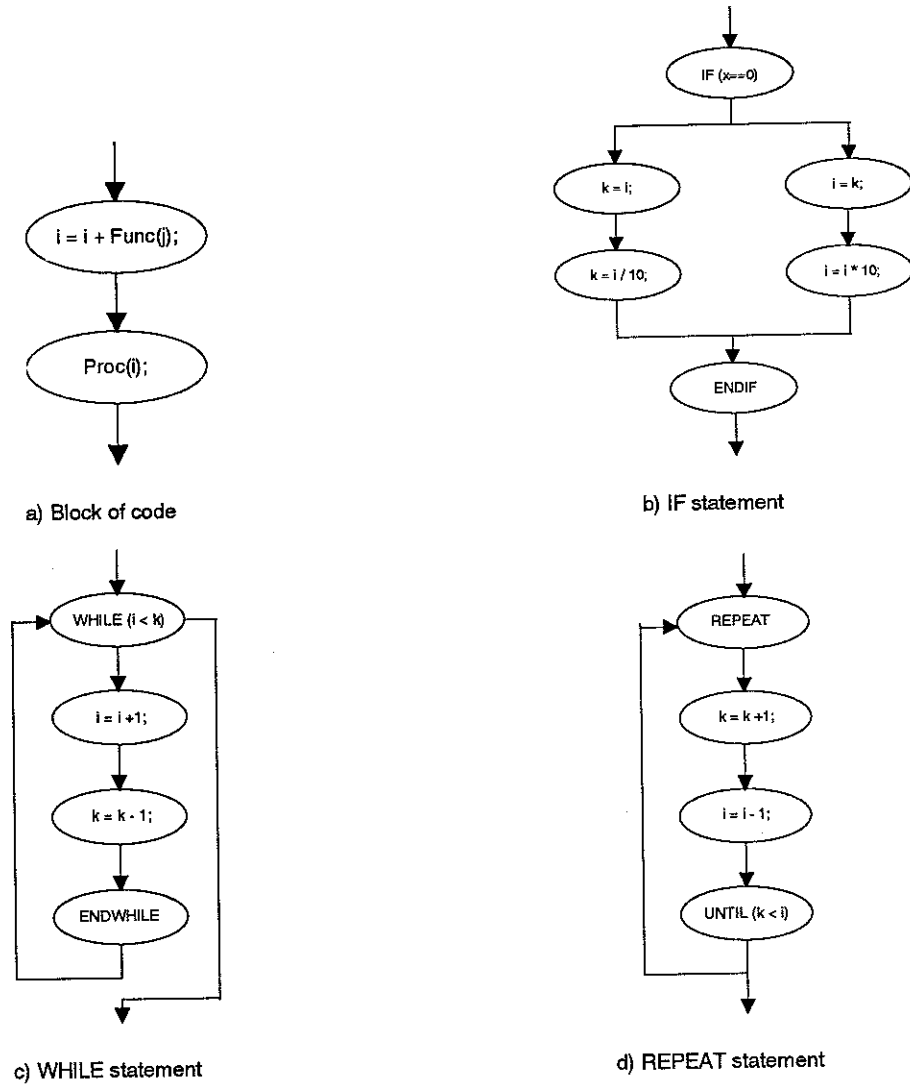 i = i + Func(j);
Proc(i);
a) Block of code
IF (x==0)
k = i;
i = k;
k = i / 10;
i = i * 10;
ENDIF
b) IF statement
WHILE (i < k)
i = i +1;
k = k - 1;
ENDWHILE
c) WHILE statement
REPEAT
k = k +1;
i = i - 1;
UNTIL (k < i)
d) REPEAT statement